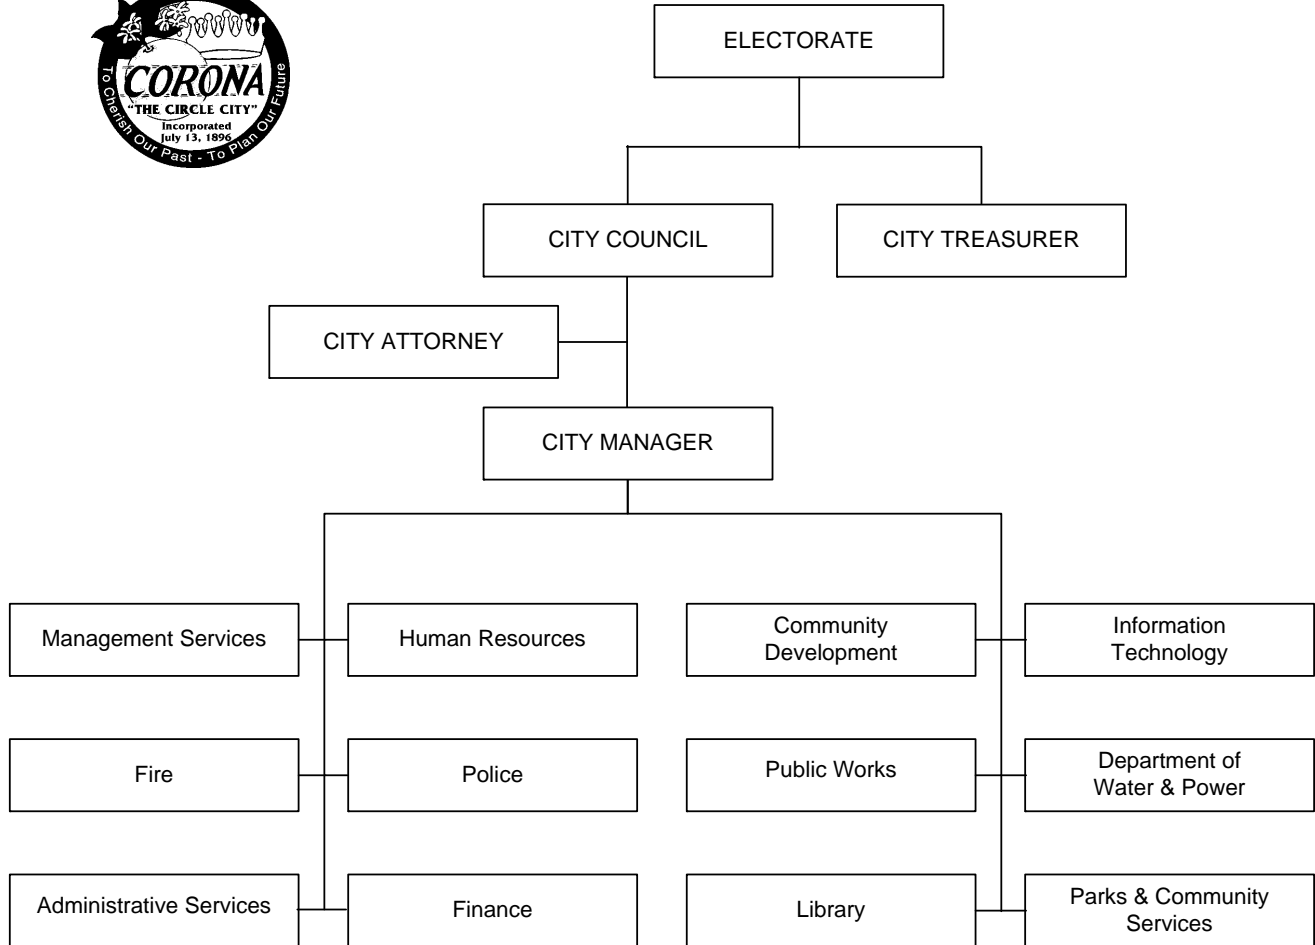 CORONA
"THE CIRCLE CITY"
Incorporated
July 13, 1896
To Cherish Our Past - To Plan Our Future
ELECTORATE
CITY COUNCIL
CITY TREASURER
CITY ATTORNEY
CITY MANAGER
Management Services
Human Resources
Community
Development
Information
Technology
Fire
Police
Public Works
Department of
Water & Power
Administrative Services
Finance
Library
Parks & Community
Services